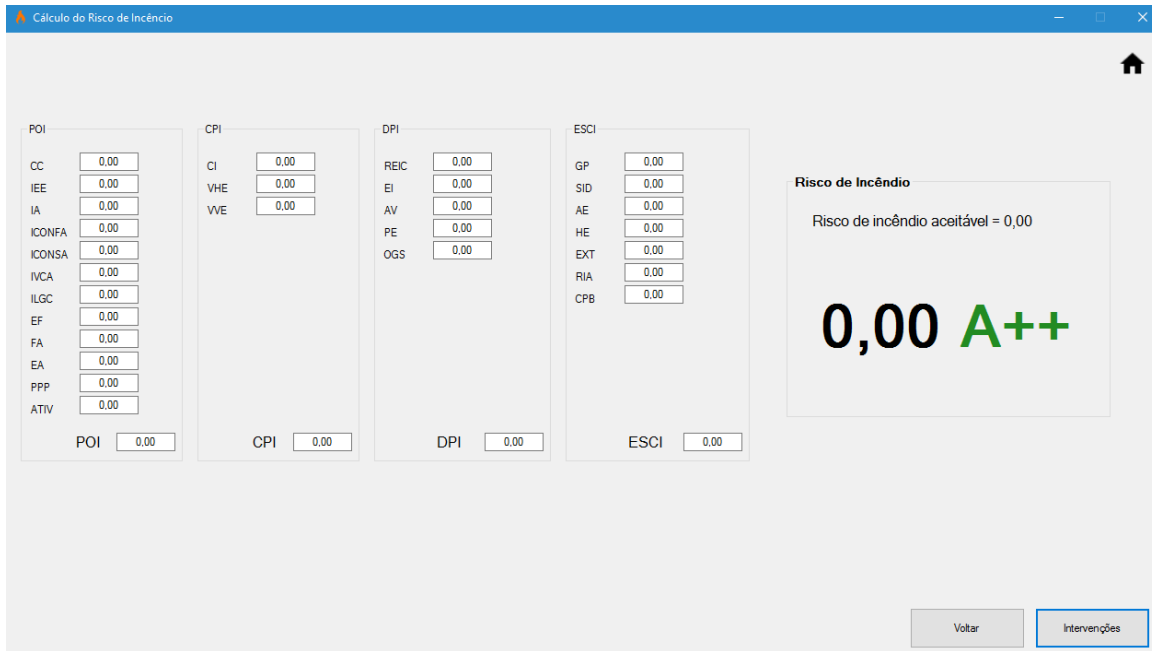 Cálculo do Risco de Incêncio
POI
CC 0,00
IEE 0,00
IA 0,00
ICONFA 0,00
ICONSA 0,00
IVCA 0,00
ILGC 0,00
EF 0,00
FA 0,00
EA 0,00
PPP 0,00
ATIV 0,00
POI 0,00
CPI
CI 0,00
VHE 0,00
VVE 0,00
CPI 0,00
DPI
REIC 0,00
EI 0,00
AV 0,00
PE 0,00
OGS 0,00
DPI 0,00
ESCI
GP 0,00
SID 0,00
AE 0,00
HE 0,00
EXT 0,00
RIA 0,00
CPB 0,00
ESCI 0,00
Risco de Incêndio
Risco de incêndio aceitável = 0,00
0,00 A++
Voltar
Intervenções